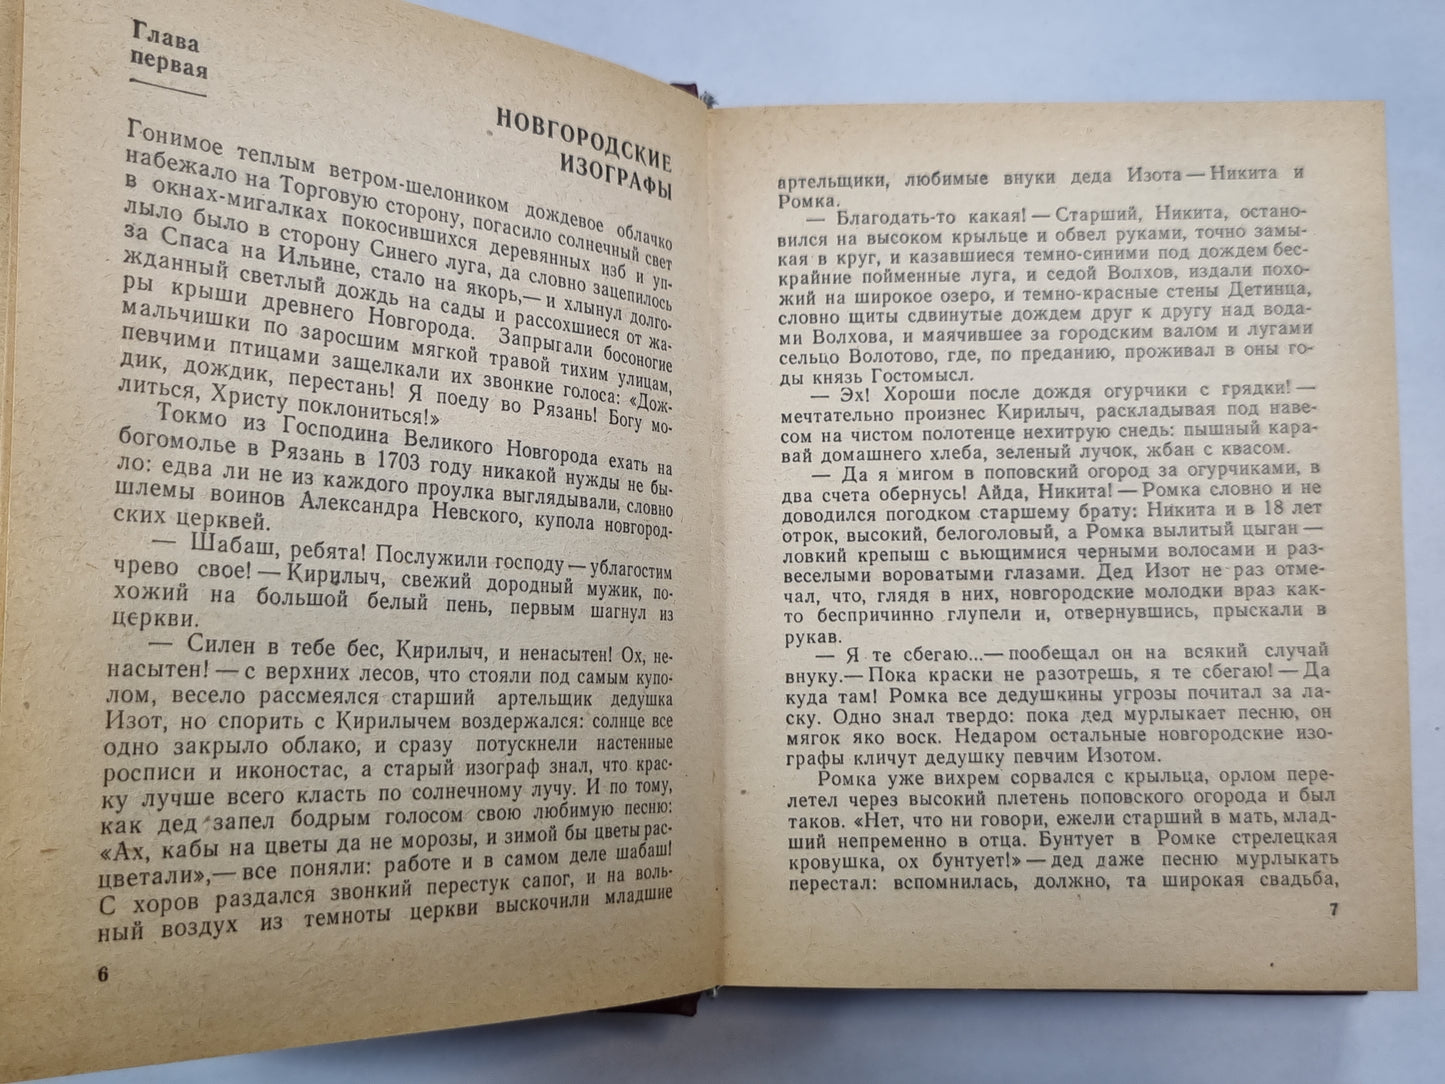 Глава
первая
НОВГОРОДСКИЕ
ИЗОГРАФЫ
Гонимое теплым ветром-шелоником дождевое облачко
набежало на Торговую сторону, погасило солнечный свет
в окнах-мигалках покосившихся деревянных изб и уп-
лыло было в сторону Синего луга, да словно зацепилось
за Спаса на Ильине, стало на якорь,— и хлынул долго-
жданный светлый дождь на сады и рассохшиеся от жа-
ры крыши древнего Новгорода. Запрыгали босоногие
мальчишки по заросшим мягкой травой тихим улицам,
певчими птицами защелкали их звонкие голоса: «Дож-
дик, дождик, перестань! Я поеду во Рязань! Богу мо-
литься, Христу поклониться!»
Токмо из Господина Великого Новгорода ехать на
богомолье в Рязань в 1703 году никакой нужды не бы-
ло: едва ли не из каждого проулка выглядывали, словно
шлемы воинов Александра Невского, купола новгород-
ских церквей.
— Шабаш, ребята! Послужили господу — ублаготим
чрево свое! — Кирилыч, свежий дородный мужик, по-
хожий на большой белый пень, первым шагнул из
церкви.
— Силен в тебе бес, Кирилыч, и ненасытен! Ох, не-
насытен! — с верхних лесов, что стояли под самым купо-
лом, весело рассмеялся старший артельщик дедушка
Изот, но спорить с Кирилычем воздержался: солнце все
одно закрыло облако, и сразу потускнели настенные
росписи и иконостас, а старый изограф знал, что крас-
ку лучше всего класть по солнечному лучу. И по тому,
как дед запел бодрым голосом свою любимую песню:
«Ах, кабы на цветы да не морозы, и зимой бы цветы рас-
цветали»,— все поняли: работе и в самом деле шабаш!
С хоров раздался звонкий перестук сапог, и на воль-
ный воздух из темноты церкви выскочили младшие
6
артельщики, любимые внуки деда Изота — Никита и
Ромка.
— Благодать-то какая! — Старший, Никита, остано-
вился на высоком крыльце и обвел руками, точно замы-
кая в круг, и казавшиеся темно-синими под дождем бес-
крайние пойменные луга, и седой Волхов, издали похо-
жий на широкое озеро, и темно-красные стены Детинца,
словно щиты сдвинутые дождем друг к другу над вода-
ми Волхова, и маячившее за городским валом и лугами
сельцо Волотово, где, по преданию, проживал в оны го-
ды князь Гостомысл.
— Эх! Хороши после дождя огурчики с грядки! —
мечтательно произнес Кирилыч, раскладывая под наве-
сом на чистом полотенце нехитрую снедь: пышный кара-
вай домашнего хлеба, зеленый лучок, жбан с квасом.
— Да я мигом в поповский огород за огурчиками, в
два счета обернусь! Айда, Никита! — Ромка словно и не
доводился погодком старшему брату: Никита и в 18 лет
отрок, высокий, белоголовый, а Ромка вылитый цыган —
ловкий крепыш с вьющимися черными волосами и раз-
веселыми вороватыми глазами. Дед Изот не раз отме-
чал, что, глядя в них, новгородские молодки враз как-
то беспричинно глупели и, отвернувшись, прыскали в
рукав.
— Я те сбегаю...— пообещал он на всякий случай
внуку.— Пока краски не разотрешь, я те сбегаю! — Да
куда там! Ромка все дедушкины угрозы почитал за ла-
ску. Одно знал твердо: пока дед мурлыкает песню, он
мягок яко воск. Недаром остальные новгородские изо-
графы кличут дедушку певчим Изотом.
Ромка уже вихрем сорвался с крыльца, орлом пере-
летел через высокий плетень поповского огорода и был
таков. «Нет, что ни говори, ежели старший в мать, млад-
ший непременно в отца. Бунтует в Ромке стрелецкая
кровушка, ох бунтует!» — дед даже песню мурлыкать
перестал: вспомнилась, должно, та широкая свадьба,
7